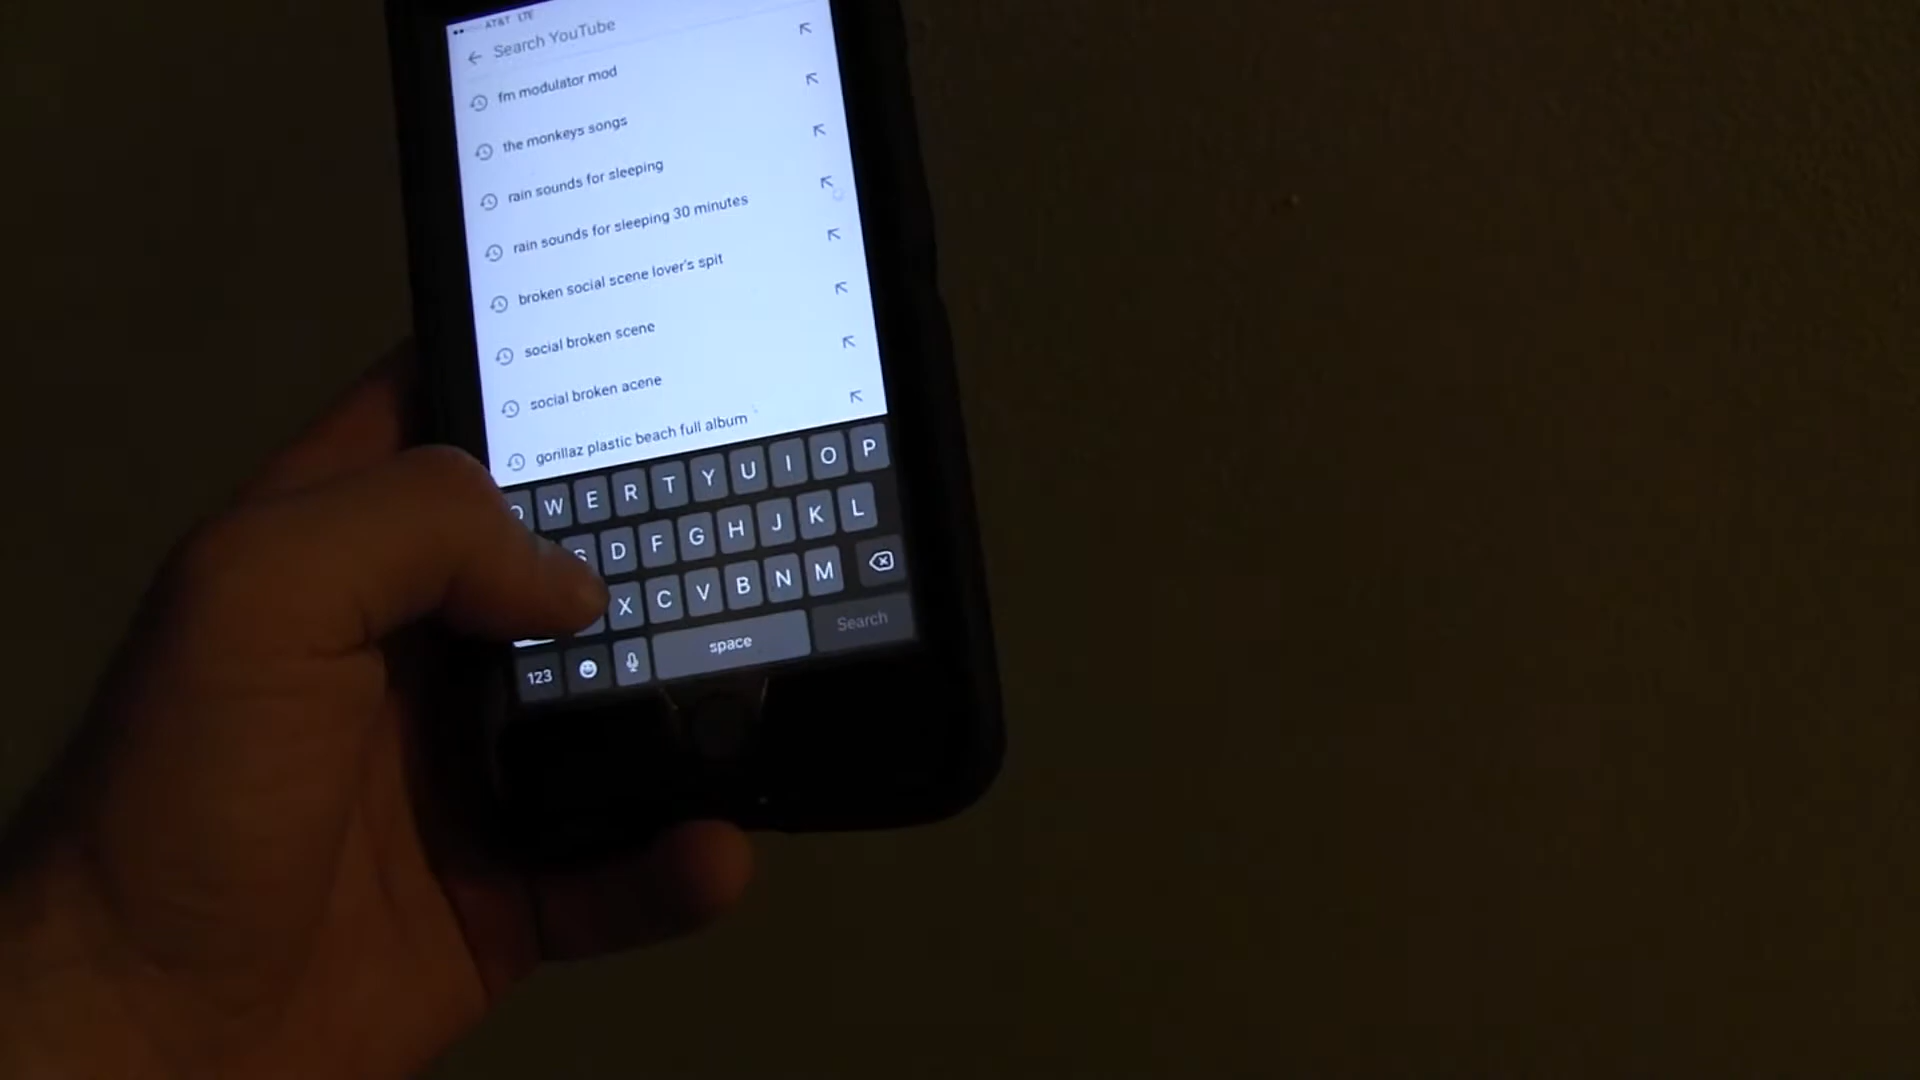 AT&T LTE
Search YouTube
fm modulator mod
the monkeys songs
rain sounds for sleeping
rain sounds for sleeping 30 minutes
broken social scene lover's spit
social broken scene
social broken acene
gorillaz plastic beach full album
W E R T Y U I O P
S D F G H J K L
X C V B N M
123 space Search